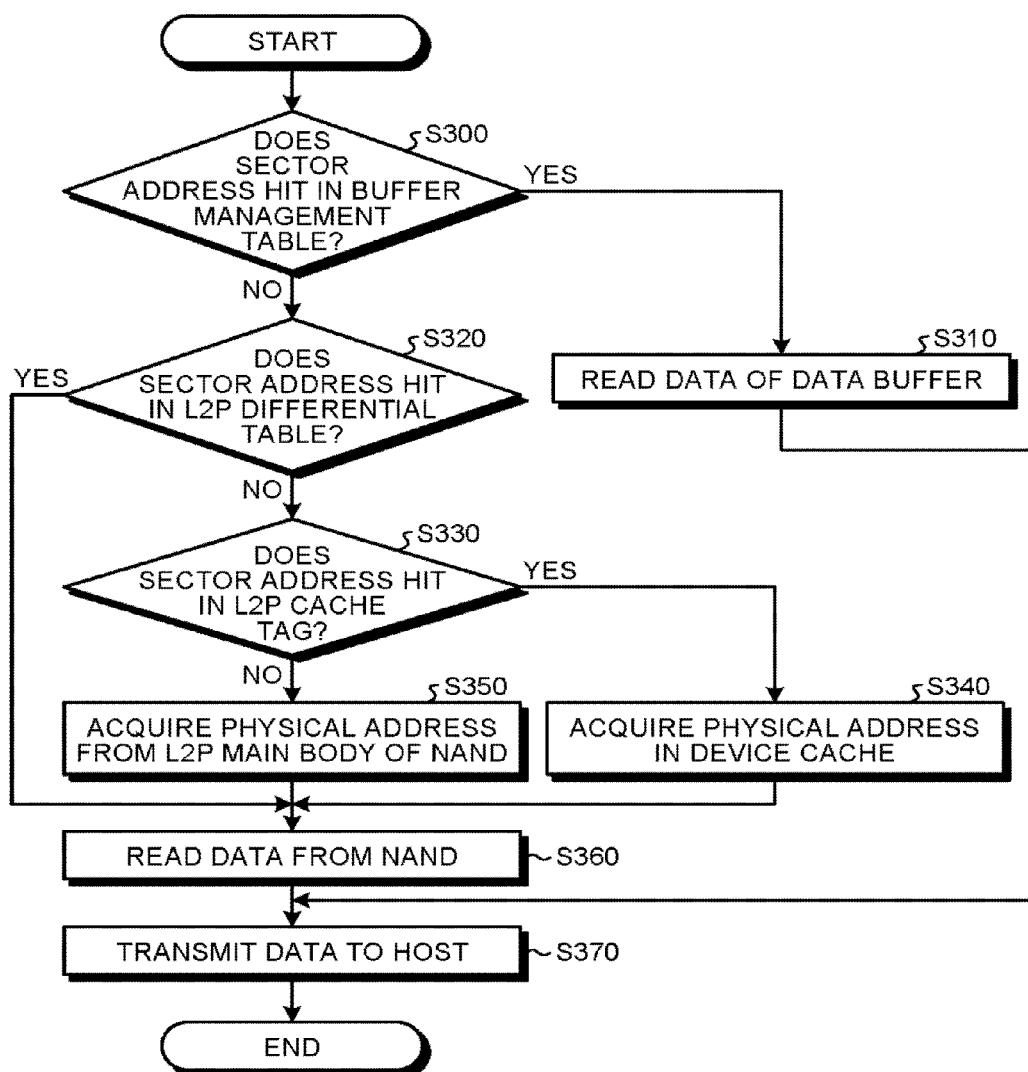 START
S300
DOES
SECTOR
ADDRESS HIT IN BUFFER
MANAGEMENT
TABLE?
YES
NO
S320
DOES
SECTOR ADDRESS HIT
IN L2P DIFFERENTIAL
TABLE?
YES
S310
READ DATA OF DATA BUFFER
NO
S330
DOES
SECTOR ADDRESS HIT
IN L2P CACHE
TAG?
YES
NO
S350
ACQUIRE PHYSICAL ADDRESS
FROM L2P MAIN BODY OF NAND
S340
ACQUIRE PHYSICAL ADDRESS
IN DEVICE CACHE
READ DATA FROM NAND
S360
TRANSMIT DATA TO HOST
S370
END